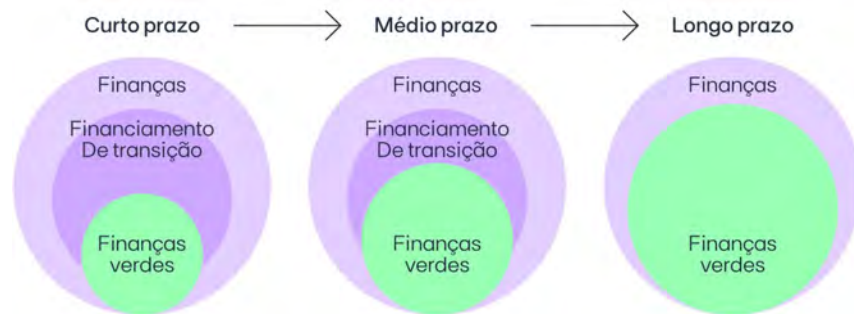 Curto prazo
Médio prazo
Longo prazo
Finanças
Financiamento
De transição
Finanças
verdes
Finanças
Financiamento
De transição
Finanças
verdes
Finanças
Finanças
verdes